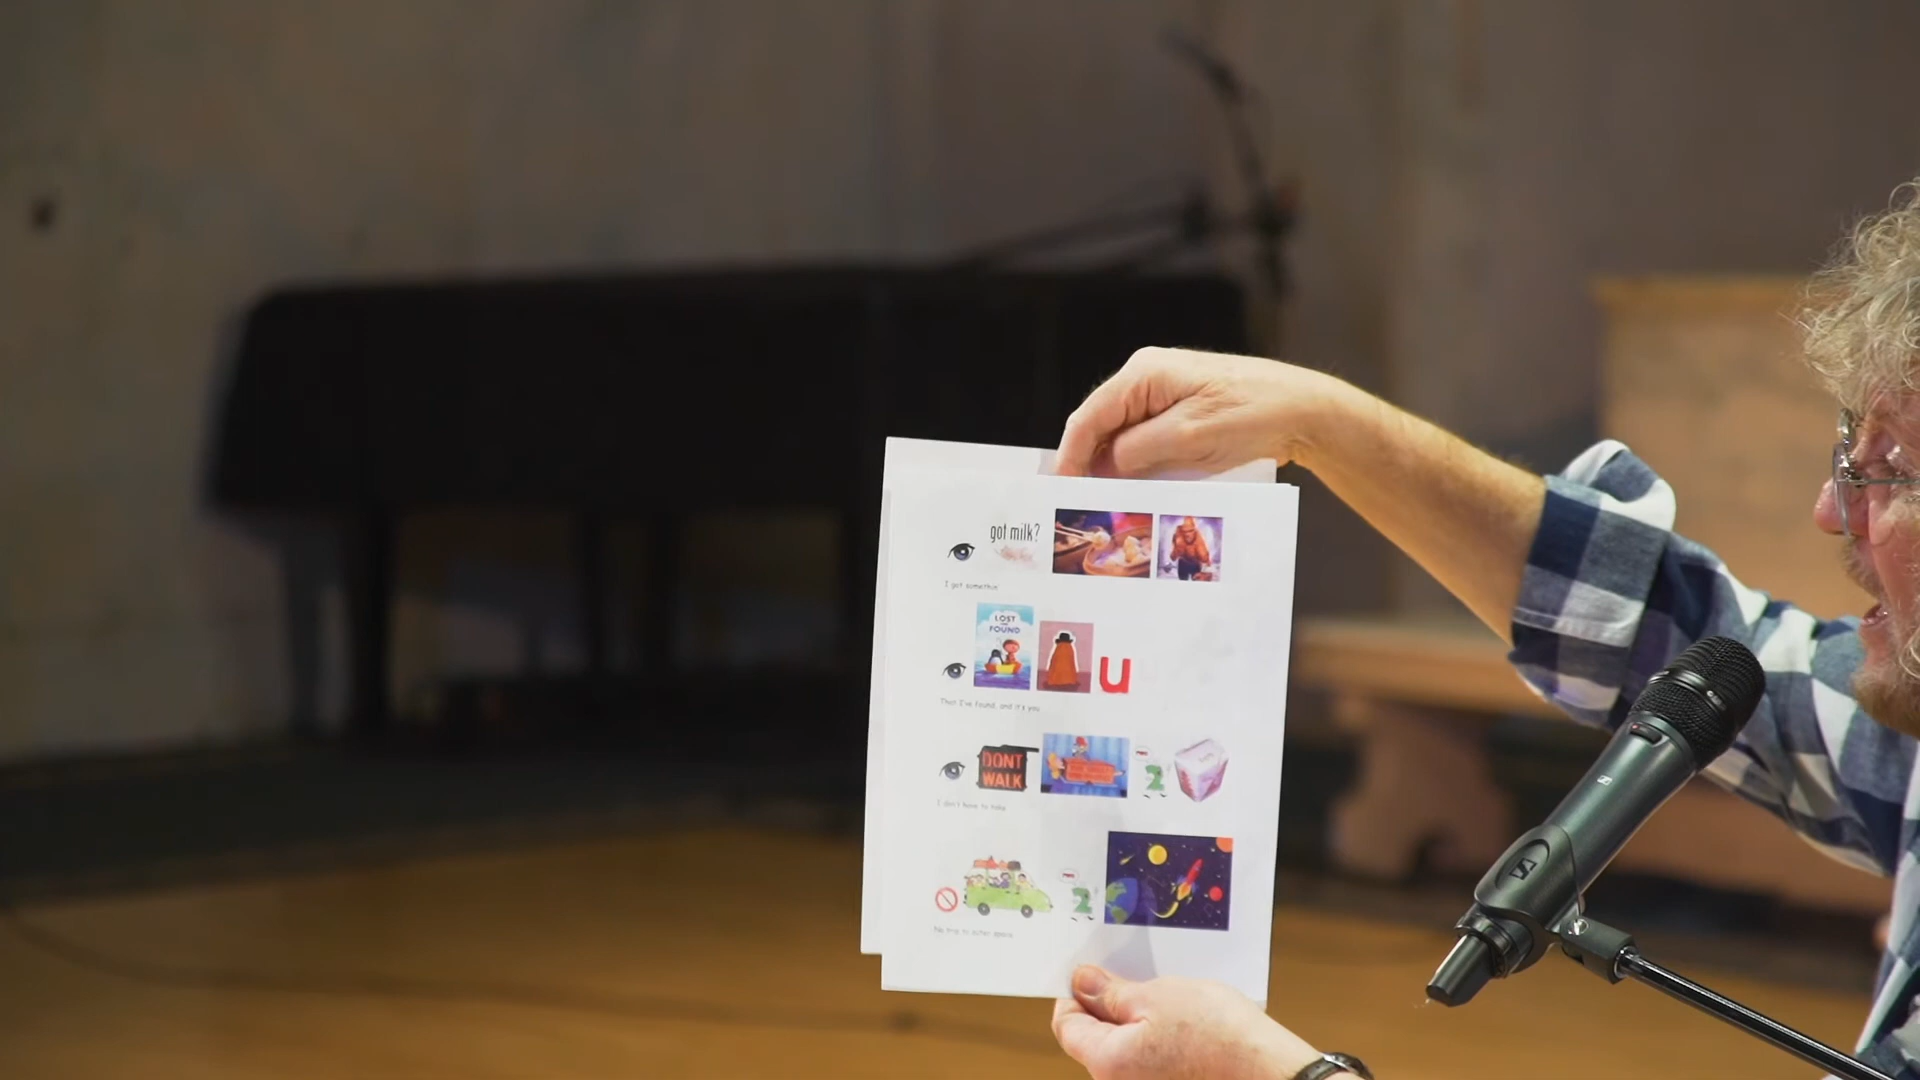 got milk?
I got somethin'
LOST
AND
FOUND
u
That I've found, and it's you
DONT
WALK
2
I don't have to take
2
No trip to outer space